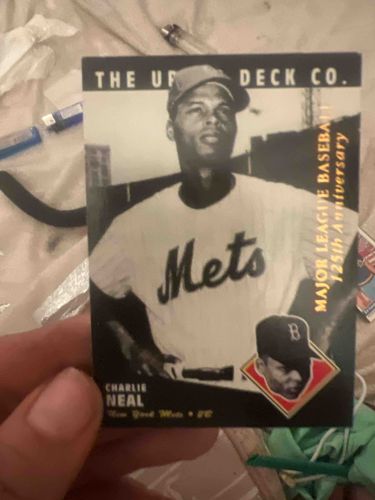 THE UP DECK CO.
MAJOR LEAGUE BASEBALL
125th Anniversary
Mets
B
CHARLIE
NEAL
New York Mets • 2B